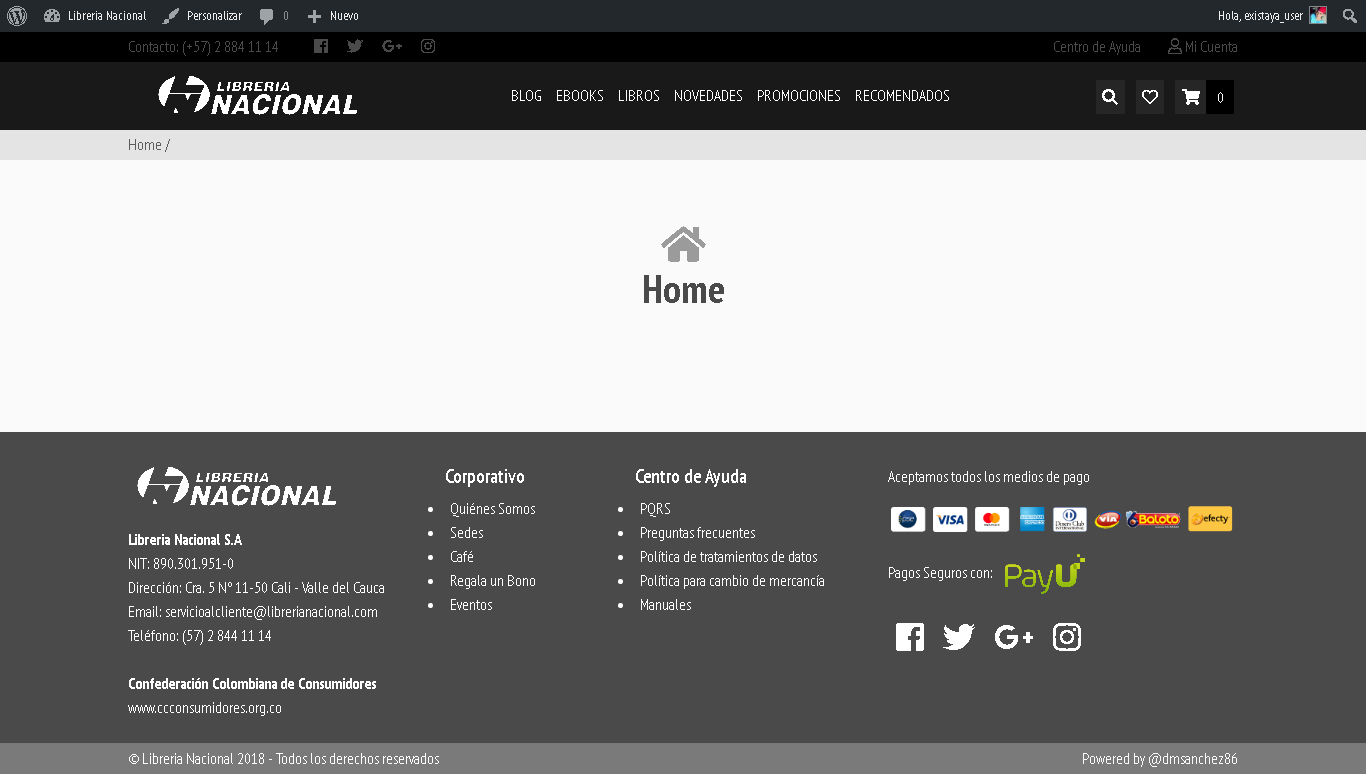 Libreria Nacional Personalizar 0 Nuevo Hola, existaya_user
Contacto: (+57) 2 884 11 14 Centro de Ayuda Mi Cuenta
LIBRERIA
NACIONAL
BLOG EBOOKS LIBROS NOVEDADES PROMOCIONES RECOMENDADOS 0
Home /
Home
LIBRERIA
NACIONAL
Libreria Nacional S.A
NIT: 890.301.951-0
Dirección: Cra. 5 N° 11-50 Cali - Valle del Cauca
Email: servicioalcliente@librerianacional.com
Teléfono: (57) 2 844 11 14
Confederación Colombiana de Consumidores
www.ccconsumidores.org.co
Corporativo
Quiénes Somos
Sedes
Café
Regala un Bono
Eventos
Centro de Ayuda
PQRS
Preguntas frecuentes
Política de tratamientos de datos
Política para cambio de mercancía
Manuales
Aceptamos todos los medios de pago
VISA Diners Club Baloto efecty
Pagos Seguros con: PayU
© Libreria Nacional 2018 - Todos los derechos reservados
Powered by @dmsanchez86